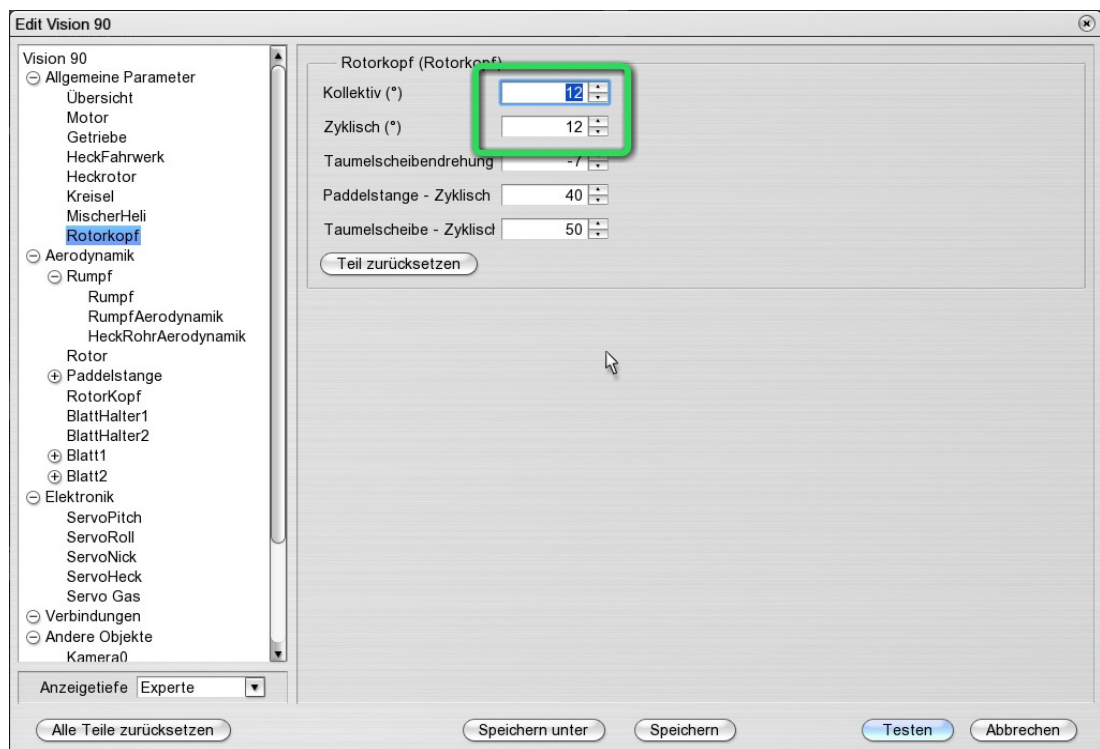 Edit Vision 90
Vision 90
Allgemeine Parameter
Übersicht
Motor
Getriebe
HeckFahrwerk
Heckrotor
Kreisel
MischerHeli
Rotorkopf
Aerodynamik
Rumpf
Rumpf
RumpfAerodynamik
HeckRohrAerodynamik
Rotor
Paddelstange
RotorKopf
BlattHalter1
BlattHalter2
Blatt1
Blatt2
Elektronik
ServoPitch
ServoRoll
ServoNick
ServoHeck
Servo Gas
Verbindungen
Andere Objekte
Kamera0
Anzeigetiefe Experte
Rotorkopf (Rotorkopf)
Kollektiv (°) 12
Zyklisch (°) 12
Taumelscheibendrehung -7
Paddelstange - Zyklisch 40
Taumelscheibe - Zyklisch 50
Teil zurücksetzen
Alle Teile zurücksetzen Speichern unter Speichern Testen Abbrechen